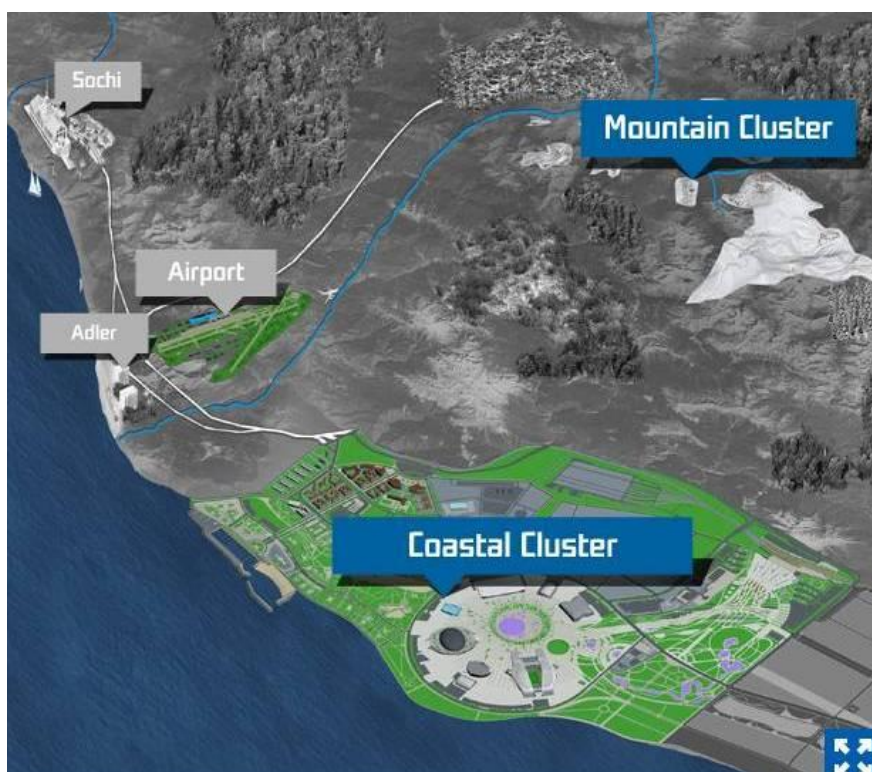 Sochi
Mountain Cluster
Airport
Adler
Coastal Cluster